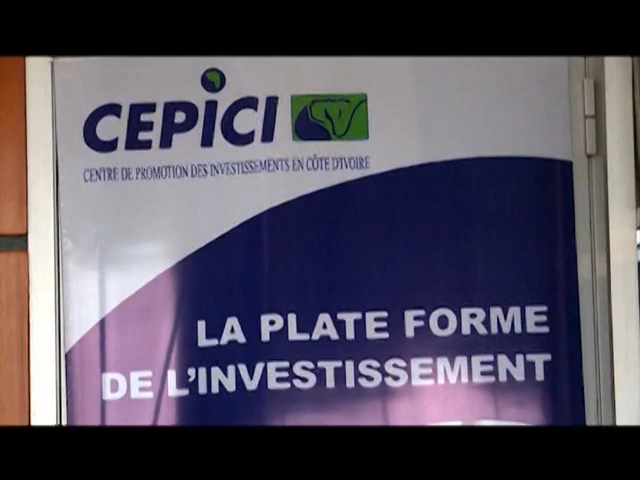 CEPICI
CENTRE DE PROMOTION DES INVESTISSEMENTS EN CÔTE D'IVOIRE
LA PLATE FORME
DE L'INVESTISSEMENT